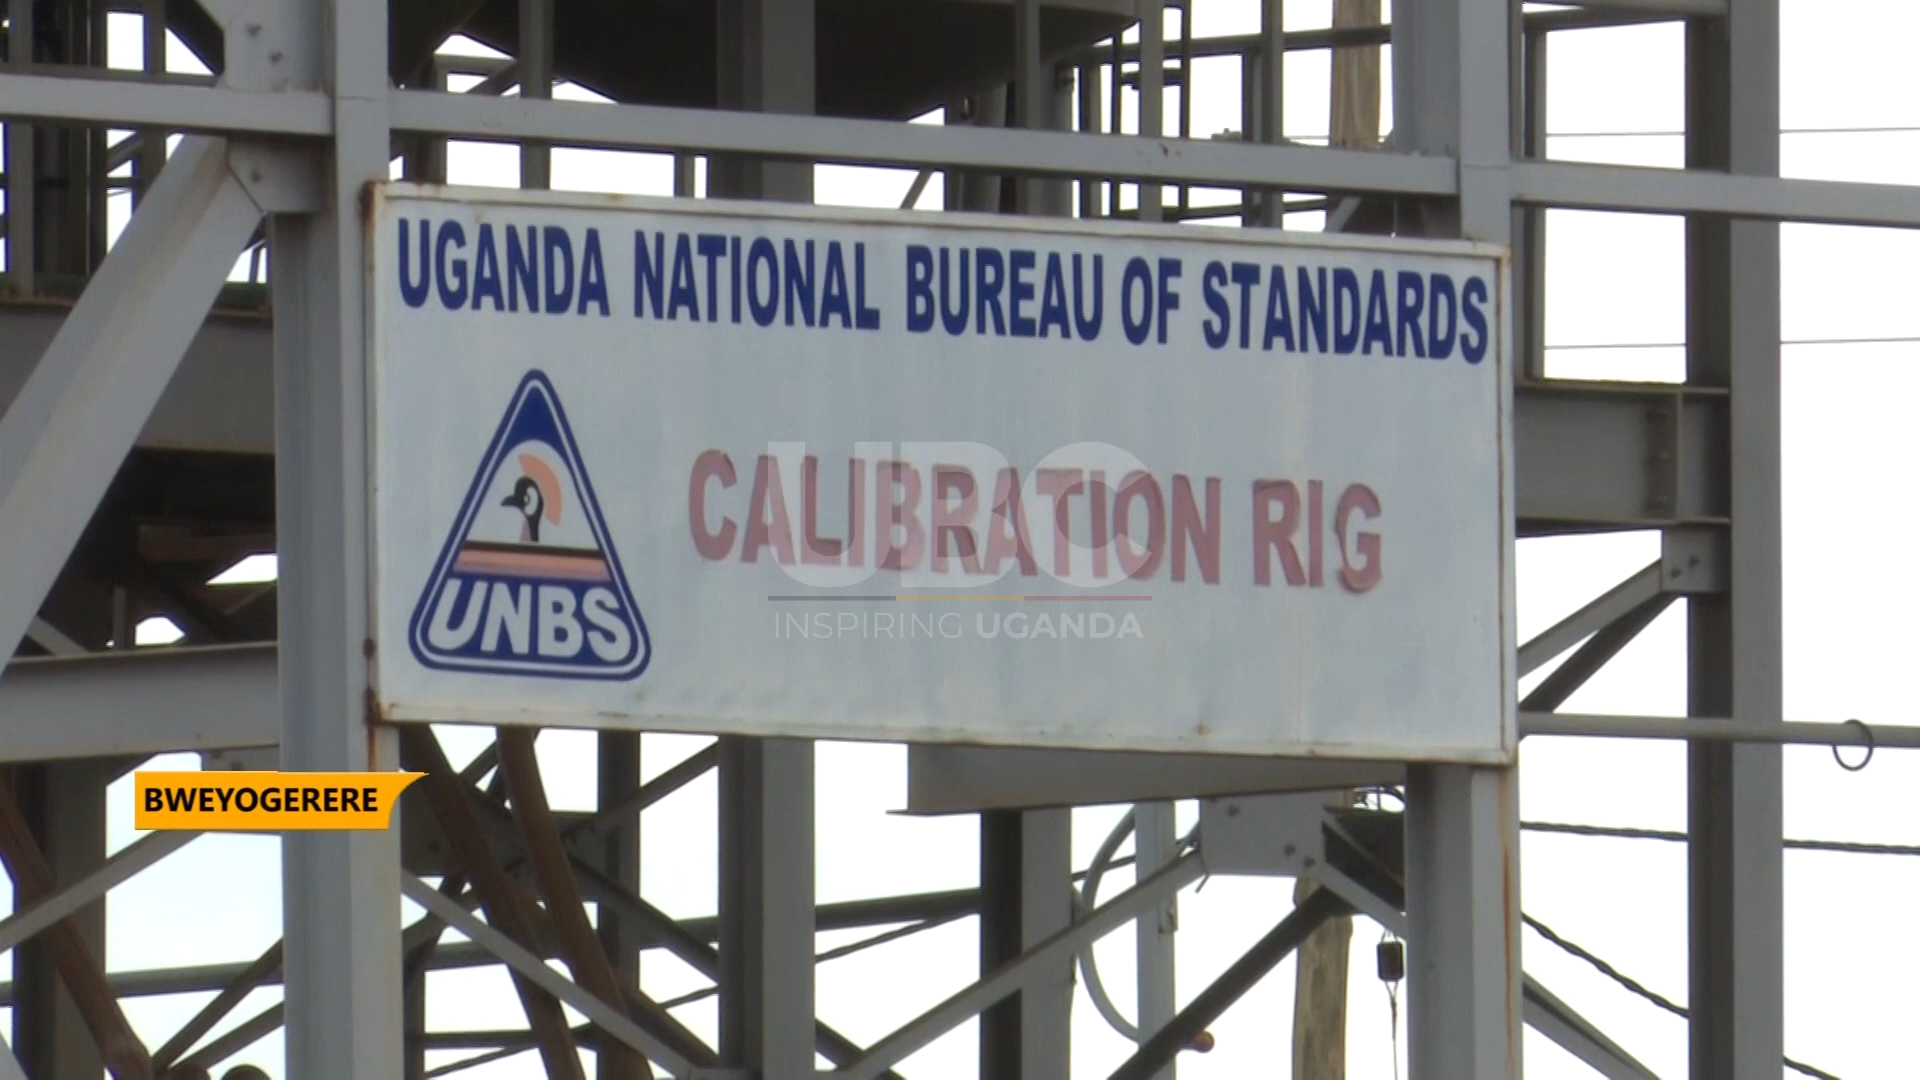 UGANDA NATIONAL BUREAU OF STANDARDS
UNBS
CALIBRATION RIG
UBC
INSPIRING UGANDA
BWEYOGERERE